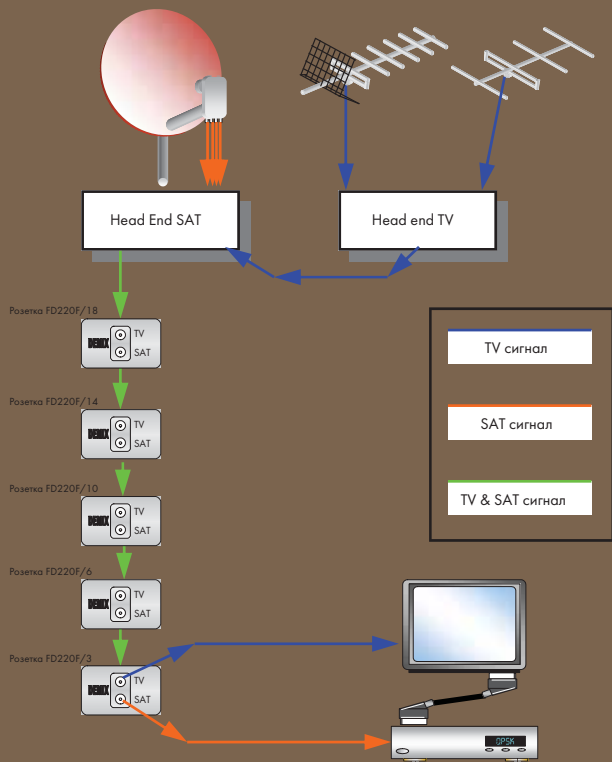 Head End SAT
Head end TV
Розетка FD220F/18
TV
SAT
TV сигнал
Розетка FD220F/14
TV
SAT
SAT сигнал
Розетка FD220F/10
TV
SAT
TV & SAT сигнал
Розетка FD220F/6
TV
SAT
Розетка FD220F/3
TV
SAT
QPSK